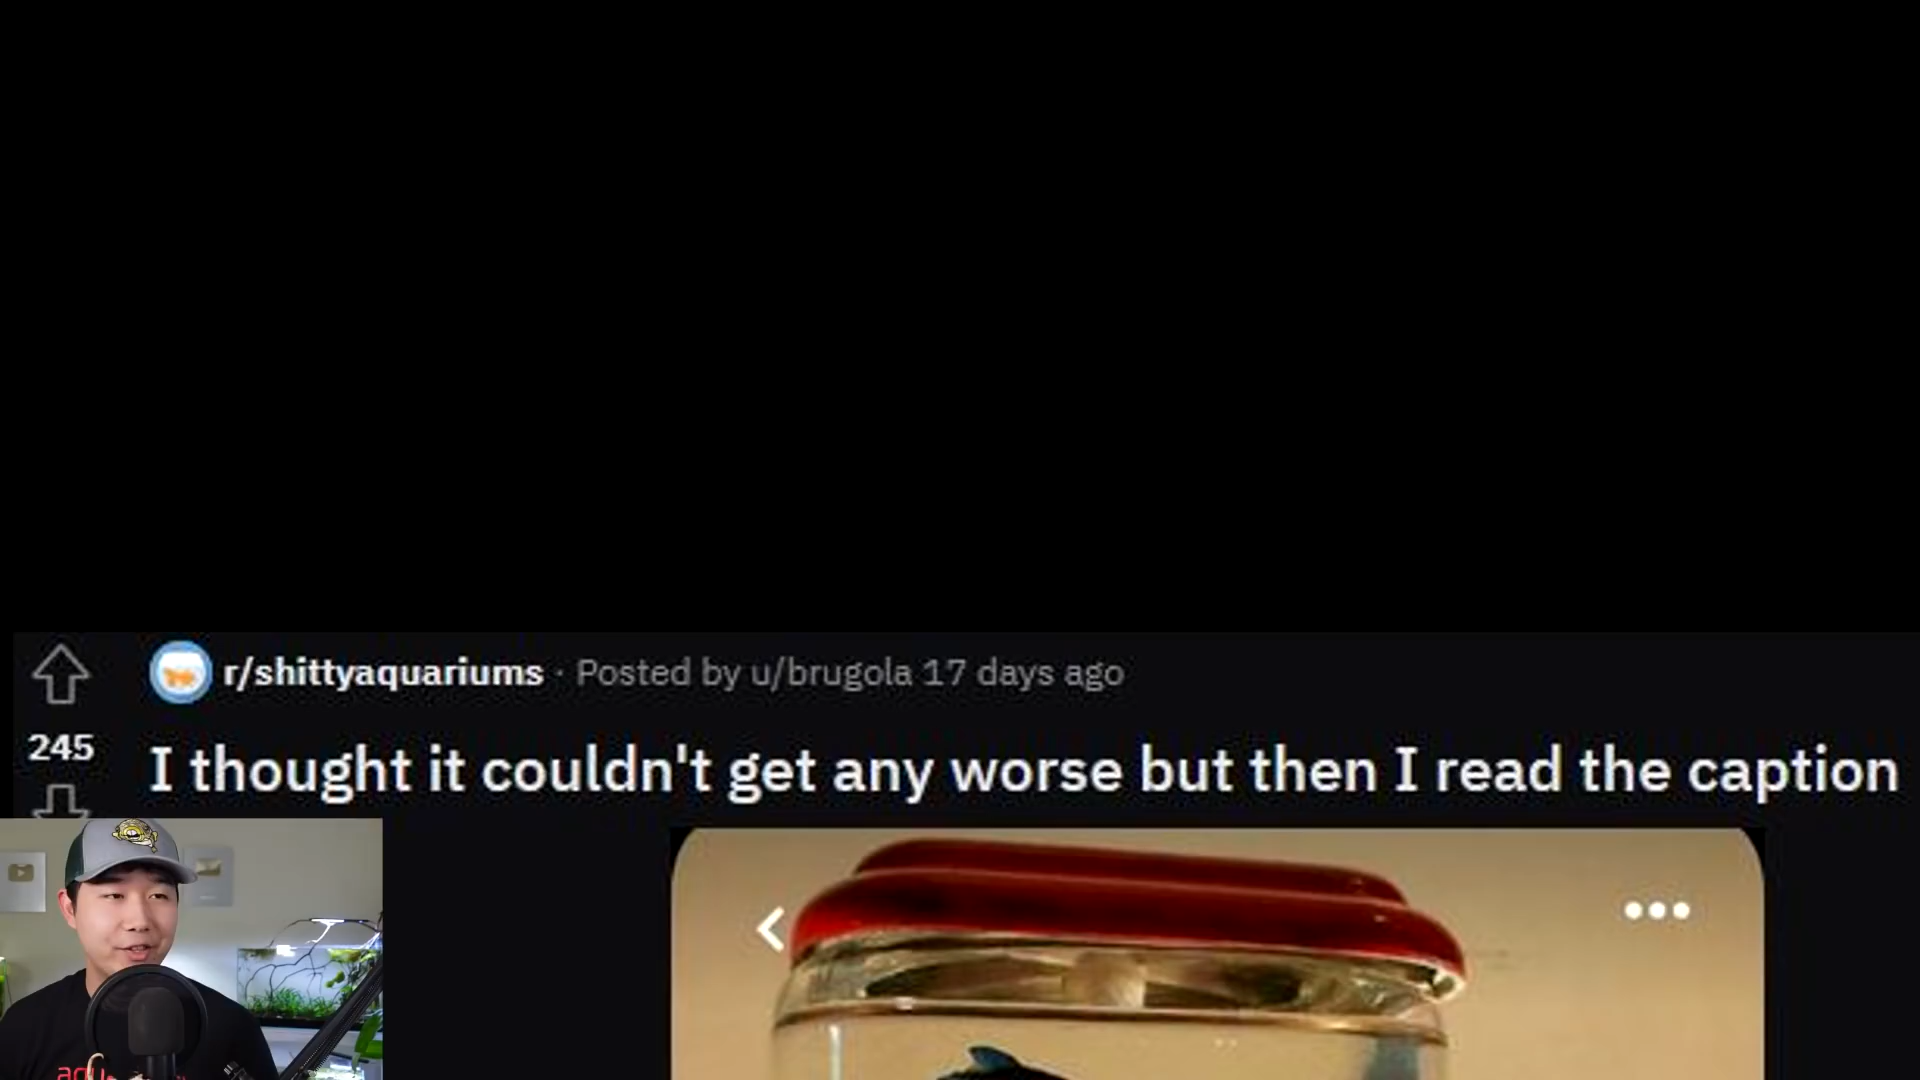 r/shittyaquariums · Posted by u/brugola 17 days ago
245
I thought it couldn't get any worse but then I read the caption